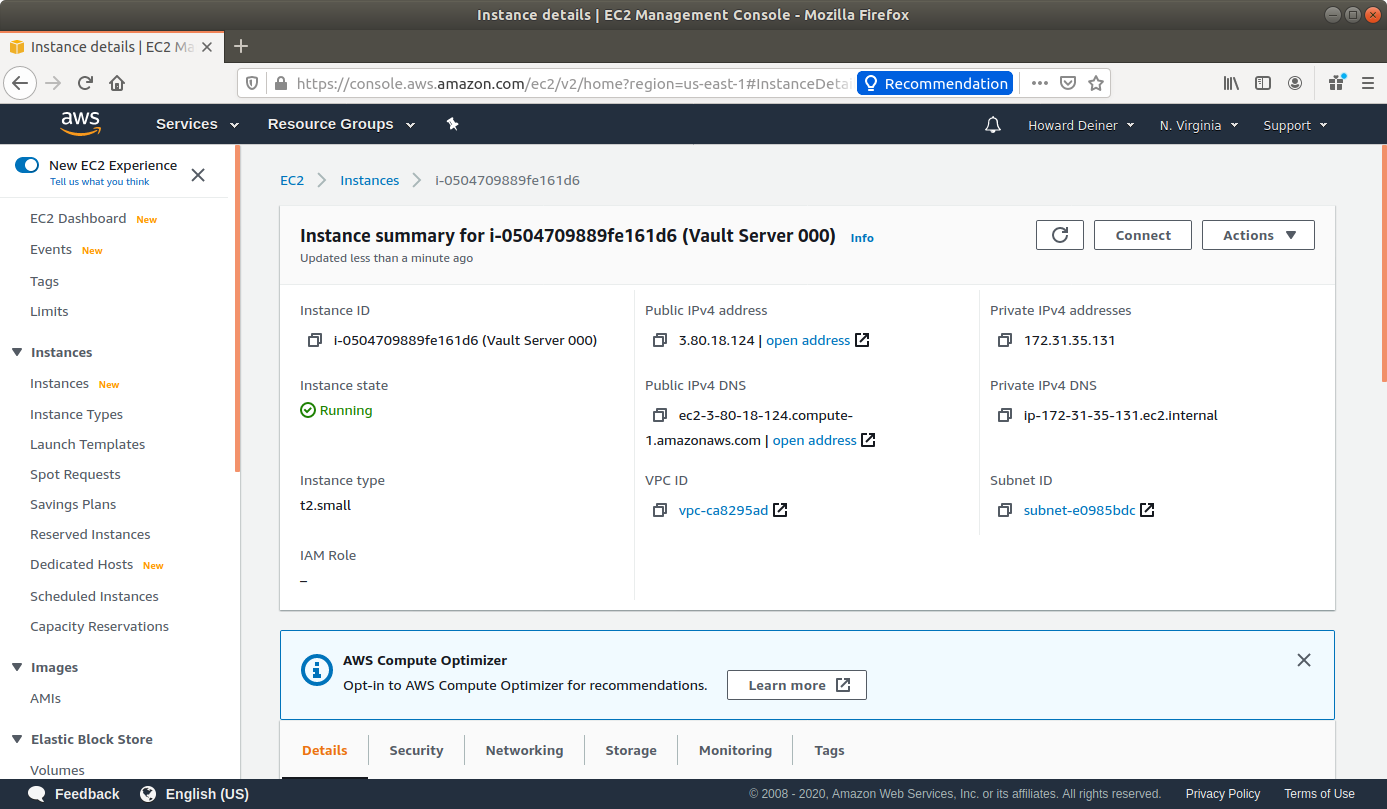 Instance details | EC2 Management Console - Mozilla Firefox
Instance details | EC2 Ma
https://console.aws.amazon.com/ec2/v2/home?region=us-east-1#InstanceDetai
Recommendation
aws
Services
Resource Groups
Howard Deiner
N. Virginia
Support
New EC2 Experience
Tell us what you think
EC2 Dashboard New
Events New
Tags
Limits
Instances
Instances New
Instance Types
Launch Templates
Spot Requests
Savings Plans
Reserved Instances
Dedicated Hosts New
Scheduled Instances
Capacity Reservations
Images
AMIs
Elastic Block Store
Volumes
EC2 > Instances > i-0504709889fe161d6
Instance summary for i-0504709889fe161d6 (Vault Server 000) Info
Updated less than a minute ago
Connect
Actions
Instance ID
i-0504709889fe161d6 (Vault Server 000)
Public IPv4 address
3.80.18.124 | open address
Private IPv4 addresses
172.31.35.131
Instance state
Running
Public IPv4 DNS
ec2-3-80-18-124.compute-
1.amazonaws.com | open address
Private IPv4 DNS
ip-172-31-35-131.ec2.internal
Instance type
t2.small
VPC ID
vpc-ca8295ad
Subnet ID
subnet-e0985bdc
IAM Role
–
AWS Compute Optimizer
Opt-in to AWS Compute Optimizer for recommendations.
Learn more
Details
Security
Networking
Storage
Monitoring
Tags
Feedback
English (US)
© 2008 - 2020, Amazon Web Services, Inc. or its affiliates. All rights reserved.
Privacy Policy
Terms of Use